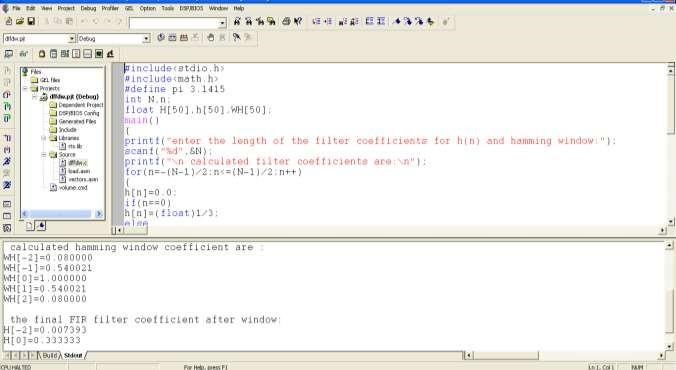 File Edit View Project Debug Profiler GEL Option Tools DSP/BIOS Window Help
dffdw.pjt
Debug
Files
GEL files
Projects
dffdw.pjt (Debug)
Dependent Project
DSP/BIOS Config
Generated Files
Include
Libraries
rts.lib
Source
dffdw.c
load.asm
vectors.asm
volume.cmd
#include<stdio.h>
#include<math.h>
#define pi 3.1415
int N,n;
float H[50],h[50],WH[50];
main()
{
printf("enter the length of the filter coefficients for h(n) and hamming window:");
scanf("%d",&N);
printf("\n calculated filter coefficients are:\n");
for(n=-(N-1)/2;n<=(N-1)/2;n++)
{
h[n]=0.0;
if(n==0)
h[n]=(float)1/3;
else
calculated hamming window coefficient are :
WH[-2]=0.080000
WH[-1]=0.540021
WH[0]=1.000000
WH[1]=0.540021
WH[2]=0.080000
the final FIR filter coefficient after window:
H[-2]=0.007393
H[0]=0.333333
Build Stdout
CPU HALTED
For Help, press F1
Ln 1, Col 1
NUM